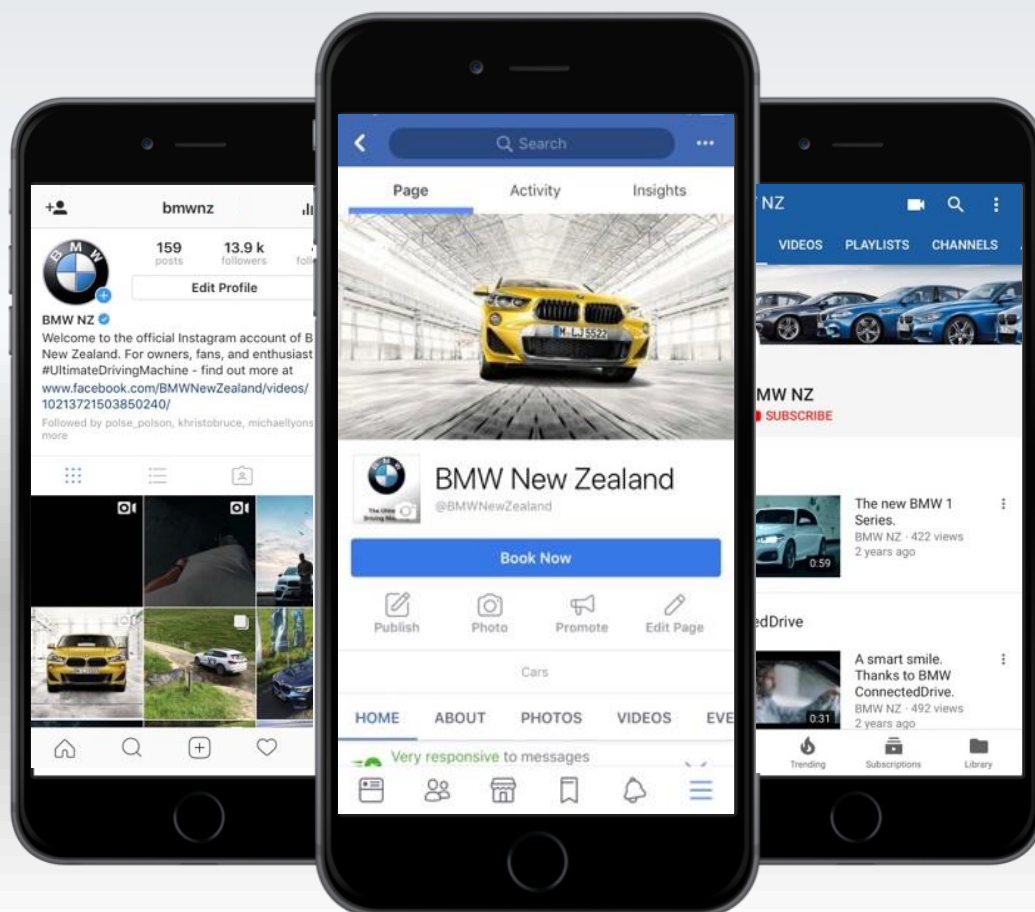 bmwnz
159
13.9 k
posts
followers
Edit Profile
BMW NZ
Welcome to the official Instagram account of B
New Zealand. For owners, fans, and enthusiast
#UltimateDrivingMachine - find out more at
www.facebook.com/BMWNewZealand/videos/
10213721503850240/
Followed by polse_polson, khristobruce, michaellyons
more
Search
Page Activity Insights
M·LJ 5522
BMW New Zealand
@BMWNewZealand
Book Now
Publish Photo Promote Edit Page
Cars
HOME ABOUT PHOTOS VIDEOS EVE
Very responsive to messages
NZ
VIDEOS PLAYLISTS CHANNELS
MW NZ
SUBSCRIBE
The new BMW 1
Series.
BMW NZ · 422 views
2 years ago
0:59
edDrive
A smart smile.
Thanks to BMW
ConnectedDrive.
BMW NZ · 492 views
2 years ago
0:31
Trending Subscriptions Library